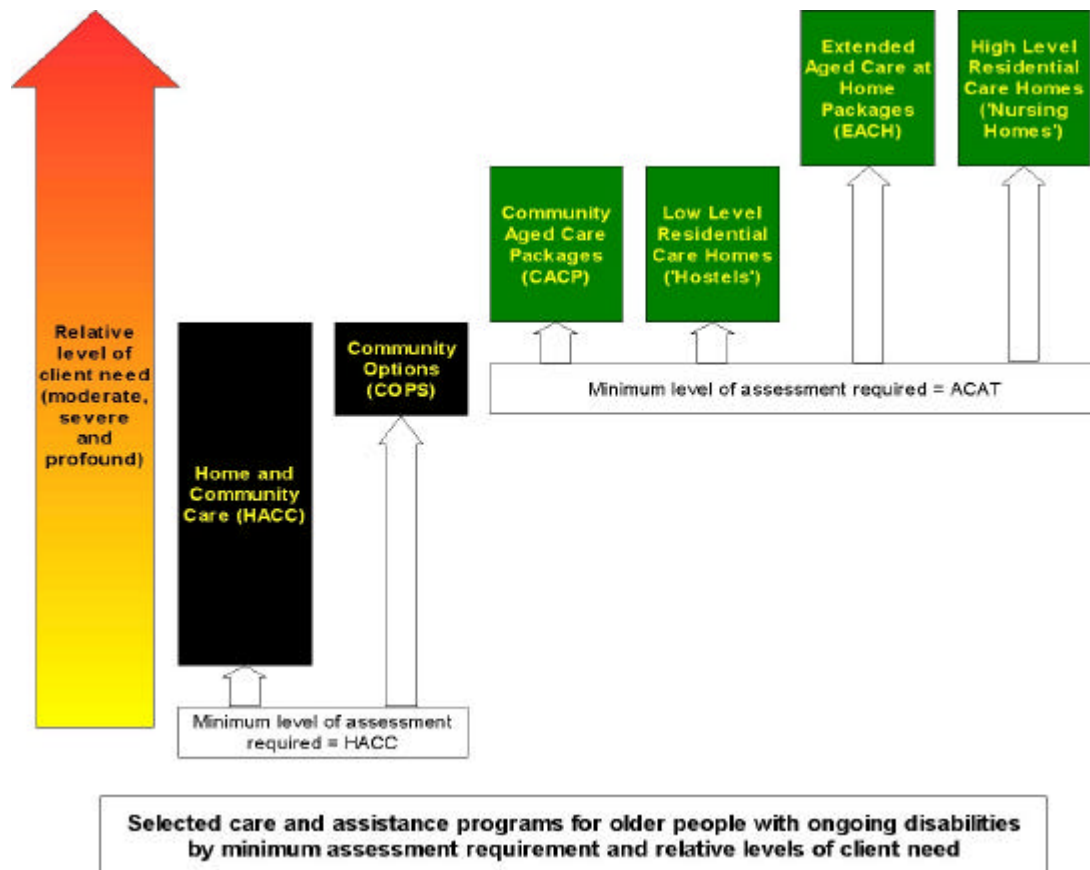 Relative
level of
client need
(moderate,
severe
and
profound)
Home and
Community
Care (HACC)
Community
Options
(COPS)
Community
Aged Care
Packages
(CACP)
Low Level
Residential
Care Homes
('Hostels')
Extended
Aged Care at
Home
Packages
(EACH)
High Level
Residential
Care Homes
('Nursing
Homes')
Minimum level of assessment required = ACAT
Minimum level of assessment
required = HACC
Selected care and assistance programs for older people with ongoing disabilities
by minimum assessment requirement and relative levels of client need